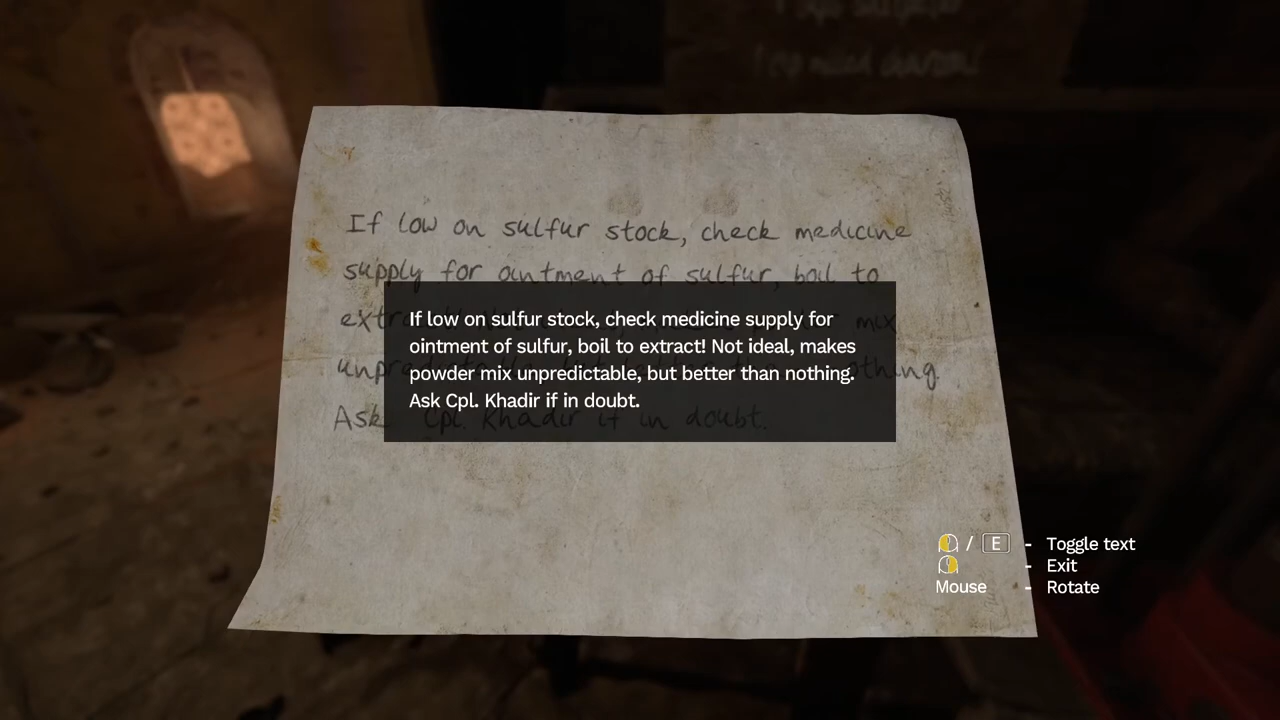 If low on sulfur stock, check medicine
supply for ointment of sulfur, boil to
If low on sulfur stock, check medicine supply for
ointment of sulfur, boil to extract! Not ideal, makes
powder mix unpredictable, but better than nothing.
Ask Cpl. Khadir if in doubt.
mix
Ask Cpl. Khadir if in doubt.
/ E - Toggle text
- Exit
Mouse - Rotate